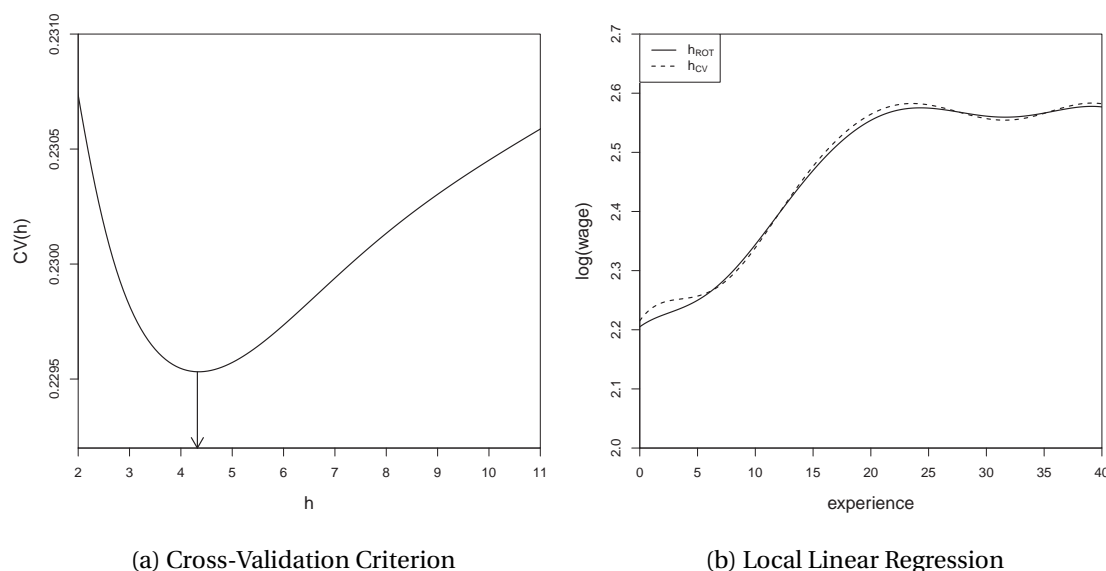 CV(h)
0.2310
0.2305
0.2300
0.2295
2 3 4 5 6 7 8 9 10 11
h
(a) Cross-Validation Criterion
log(wage)
2.7
2.6
2.5
2.4
2.3
2.2
2.1
2.0
hROT
hCV
0 5 10 15 20 25 30 35 40
experience
(b) Local Linear Regression